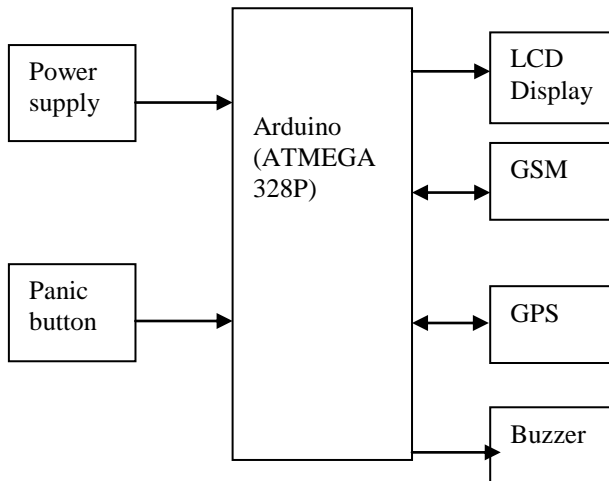 Power
supply
Panic
button
Arduino
(ATMEGA
328P)
LCD
Display
GSM
GPS
Buzzer